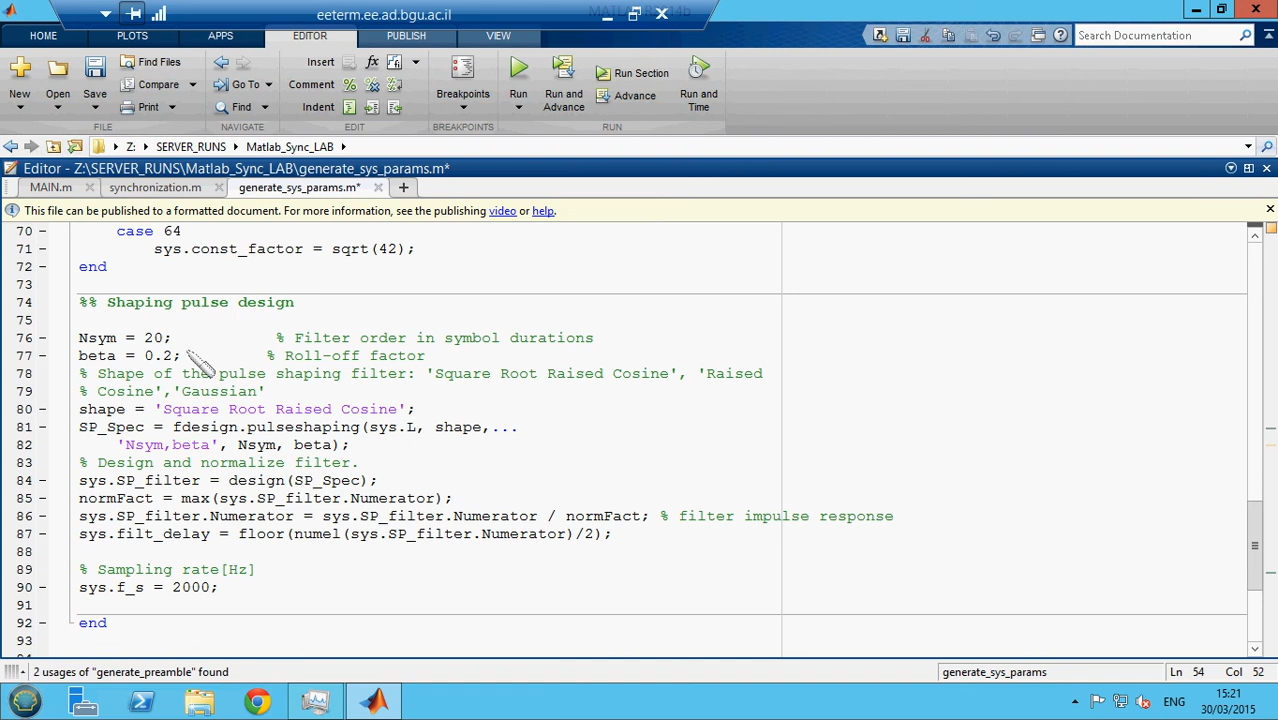 eeterm.ee.ad.bgu.ac.il
HOME PLOTS APPS EDITOR PUBLISH VIEW Search Documentation
Find Files Insert fx Run Section
New Open Save Compare Go To Comment Breakpoints Run Run and Advance Advance Run and Time
Print Find Indent
FILE NAVIGATE EDIT BREAKPOINTS RUN
Z: SERVER_RUNS Matlab_Sync_LAB
Editor - Z:\SERVER_RUNS\Matlab_Sync_LAB\generate_sys_params.m*
MAIN.m synchronization.m generate_sys_params.m*
This file can be published to a formatted document. For more information, see the publishing video or help.
70 - case 64
71 - sys.const_factor = sqrt(42);
72 - end
73
74 %% Shaping pulse design
75
76 - Nsym = 20; % Filter order in symbol durations
77 - beta = 0.2; % Roll-off factor
78 % Shape of the pulse shaping filter: 'Square Root Raised Cosine', 'Raised
79 % Cosine','Gaussian'
80 - shape = 'Square Root Raised Cosine';
81 - SP_Spec = fdesign.pulseshaping(sys.L, shape,...
82 'Nsym,beta', Nsym, beta);
83 % Design and normalize filter.
84 - sys.SP_filter = design(SP_Spec);
85 - normFact = max(sys.SP_filter.Numerator);
86 - sys.SP_filter.Numerator = sys.SP_filter.Numerator / normFact; % filter impulse response
87 - sys.filt_delay = floor(numel(sys.SP_filter.Numerator)/2);
88
89 % Sampling rate[Hz]
90 - sys.f_s = 2000;
91
92 - end
93
2 usages of "generate_preamble" found generate_sys_params Ln 54 Col 52
ENG 15:21
30/03/2015